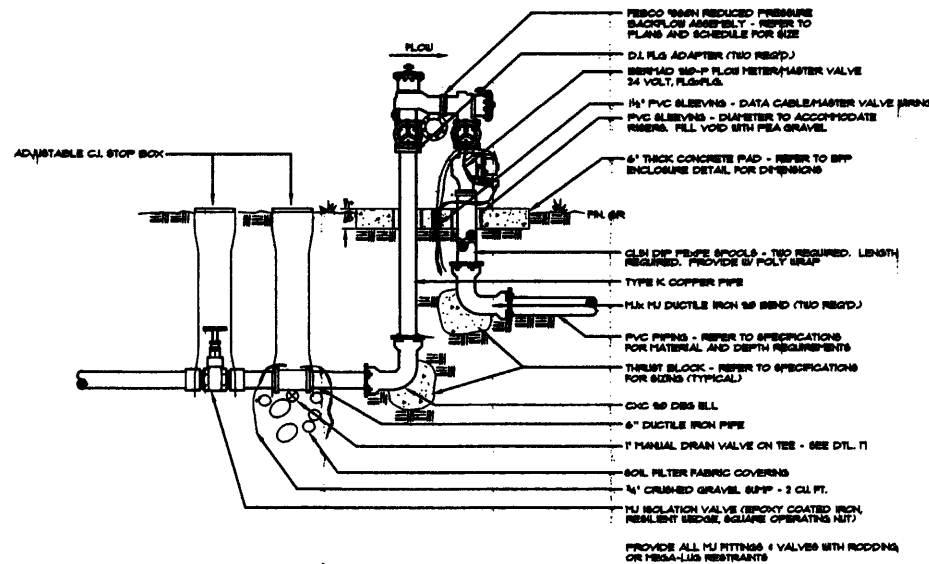 FLOW
ADJUSTABLE C.I. STOP BOX
REDUCED PRESSURE
BACKFLOW ASSEMBLY - REFER TO
PLANS AND SCHEDULE FOR SIZE
D.I. FLG ADAPTER (TWO REQ'D.)
FLOW METER/MASTER VALVE
24 VOLT, FLGxFLG.
1½" PVC SLEEVING - DATA CABLE/MASTER VALVE WIRING
PVC SLEEVING - DIAMETER TO ACCOMMODATE
RISERS. FILL VOID WITH PEA GRAVEL
6" THICK CONCRETE PAD - REFER TO BFP
ENCLOSURE DETAIL FOR DIMENSIONS
FIN. GR
DIP SPOOLS - TWO REQUIRED. LENGTH
REQUIRED. PROVIDE W/ POLY WRAP
TYPE K COPPER PIPE
MJx MJ DUCTILE IRON 90 BEND (TWO REQ'D.)
PVC PIPING - REFER TO SPECIFICATIONS
FOR MATERIAL AND DEPTH REQUIREMENTS
THRUST BLOCK - REFER TO SPECIFICATIONS
FOR SIZING (TYPICAL)
CXC 90 DEG ELL
6" DUCTILE IRON PIPE
1" MANUAL DRAIN VALVE ON TEE - SEE DTL.
SOIL FILTER FABRIC COVERING
¾" CRUSHED GRAVEL SUMP - 2 CU. FT.
MJ ISOLATION VALVE (EPOXY COATED IRON,
RESILIENT WEDGE, SQUARE OPERATING NUT)
PROVIDE ALL MJ FITTINGS & VALVES WITH RODDING
OR MEGA-LUG RESTRAINTS